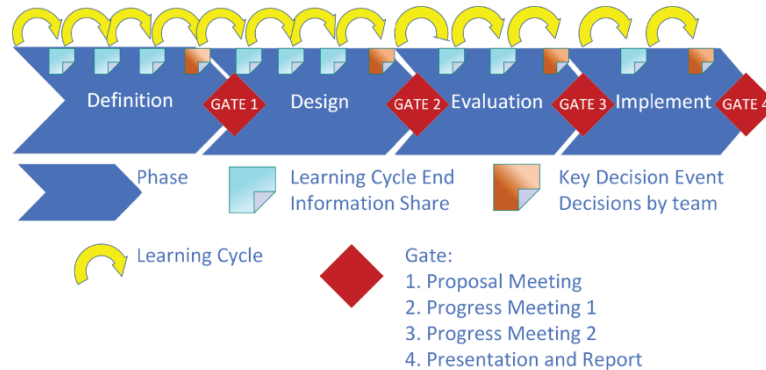 Definition
GATE 1
Design
GATE 2
Evaluation
GATE 3
Implement
GATE 4
Phase
Learning Cycle End
Information Share
Key Decision Event
Decisions by team
Learning Cycle
Gate:
1. Proposal Meeting
2. Progress Meeting 1
3. Progress Meeting 2
4. Presentation and Report